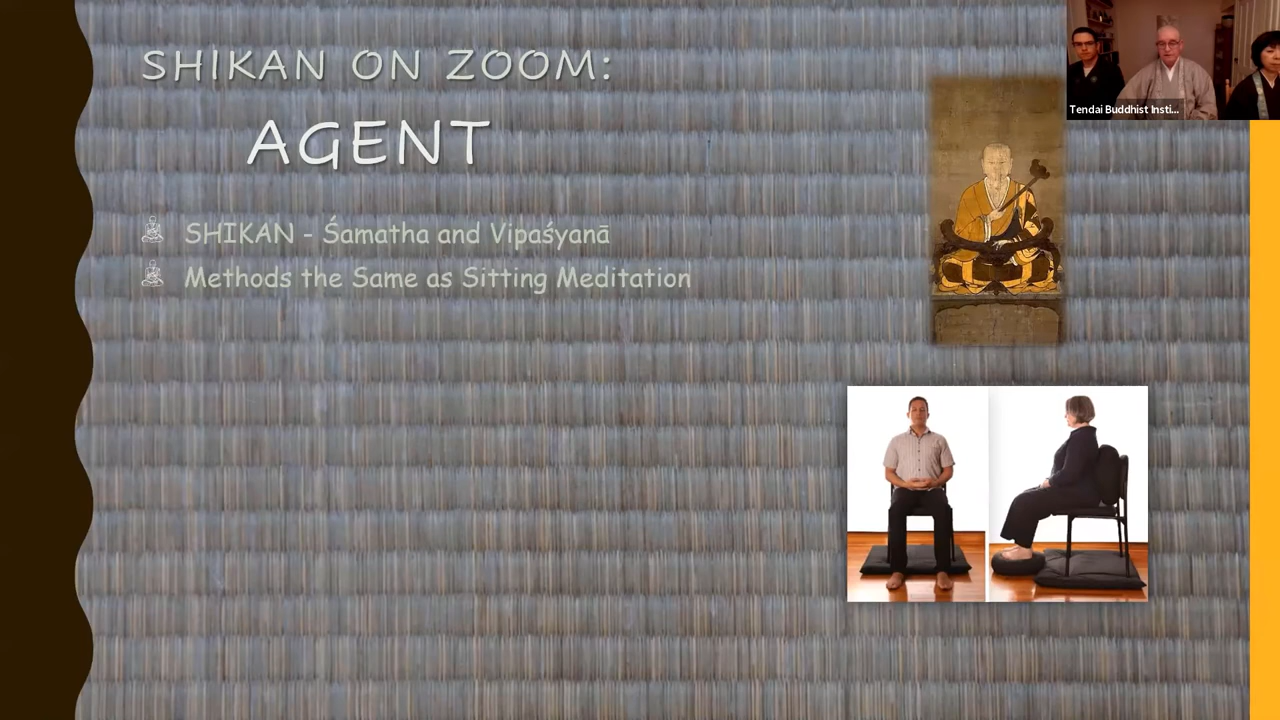 SHIKAN ON ZOOM:
AGENT
SHIKAN - Śamatha and Vipaśyanā
Methods the Same as Sitting Meditation
Tendai Buddhist Insti...